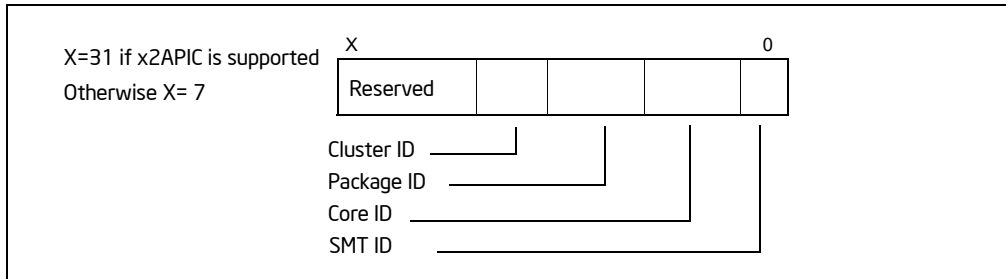 X=31 if x2APIC is supported
Otherwise X= 7
X
0
Reserved
Cluster ID
Package ID
Core ID
SMT ID